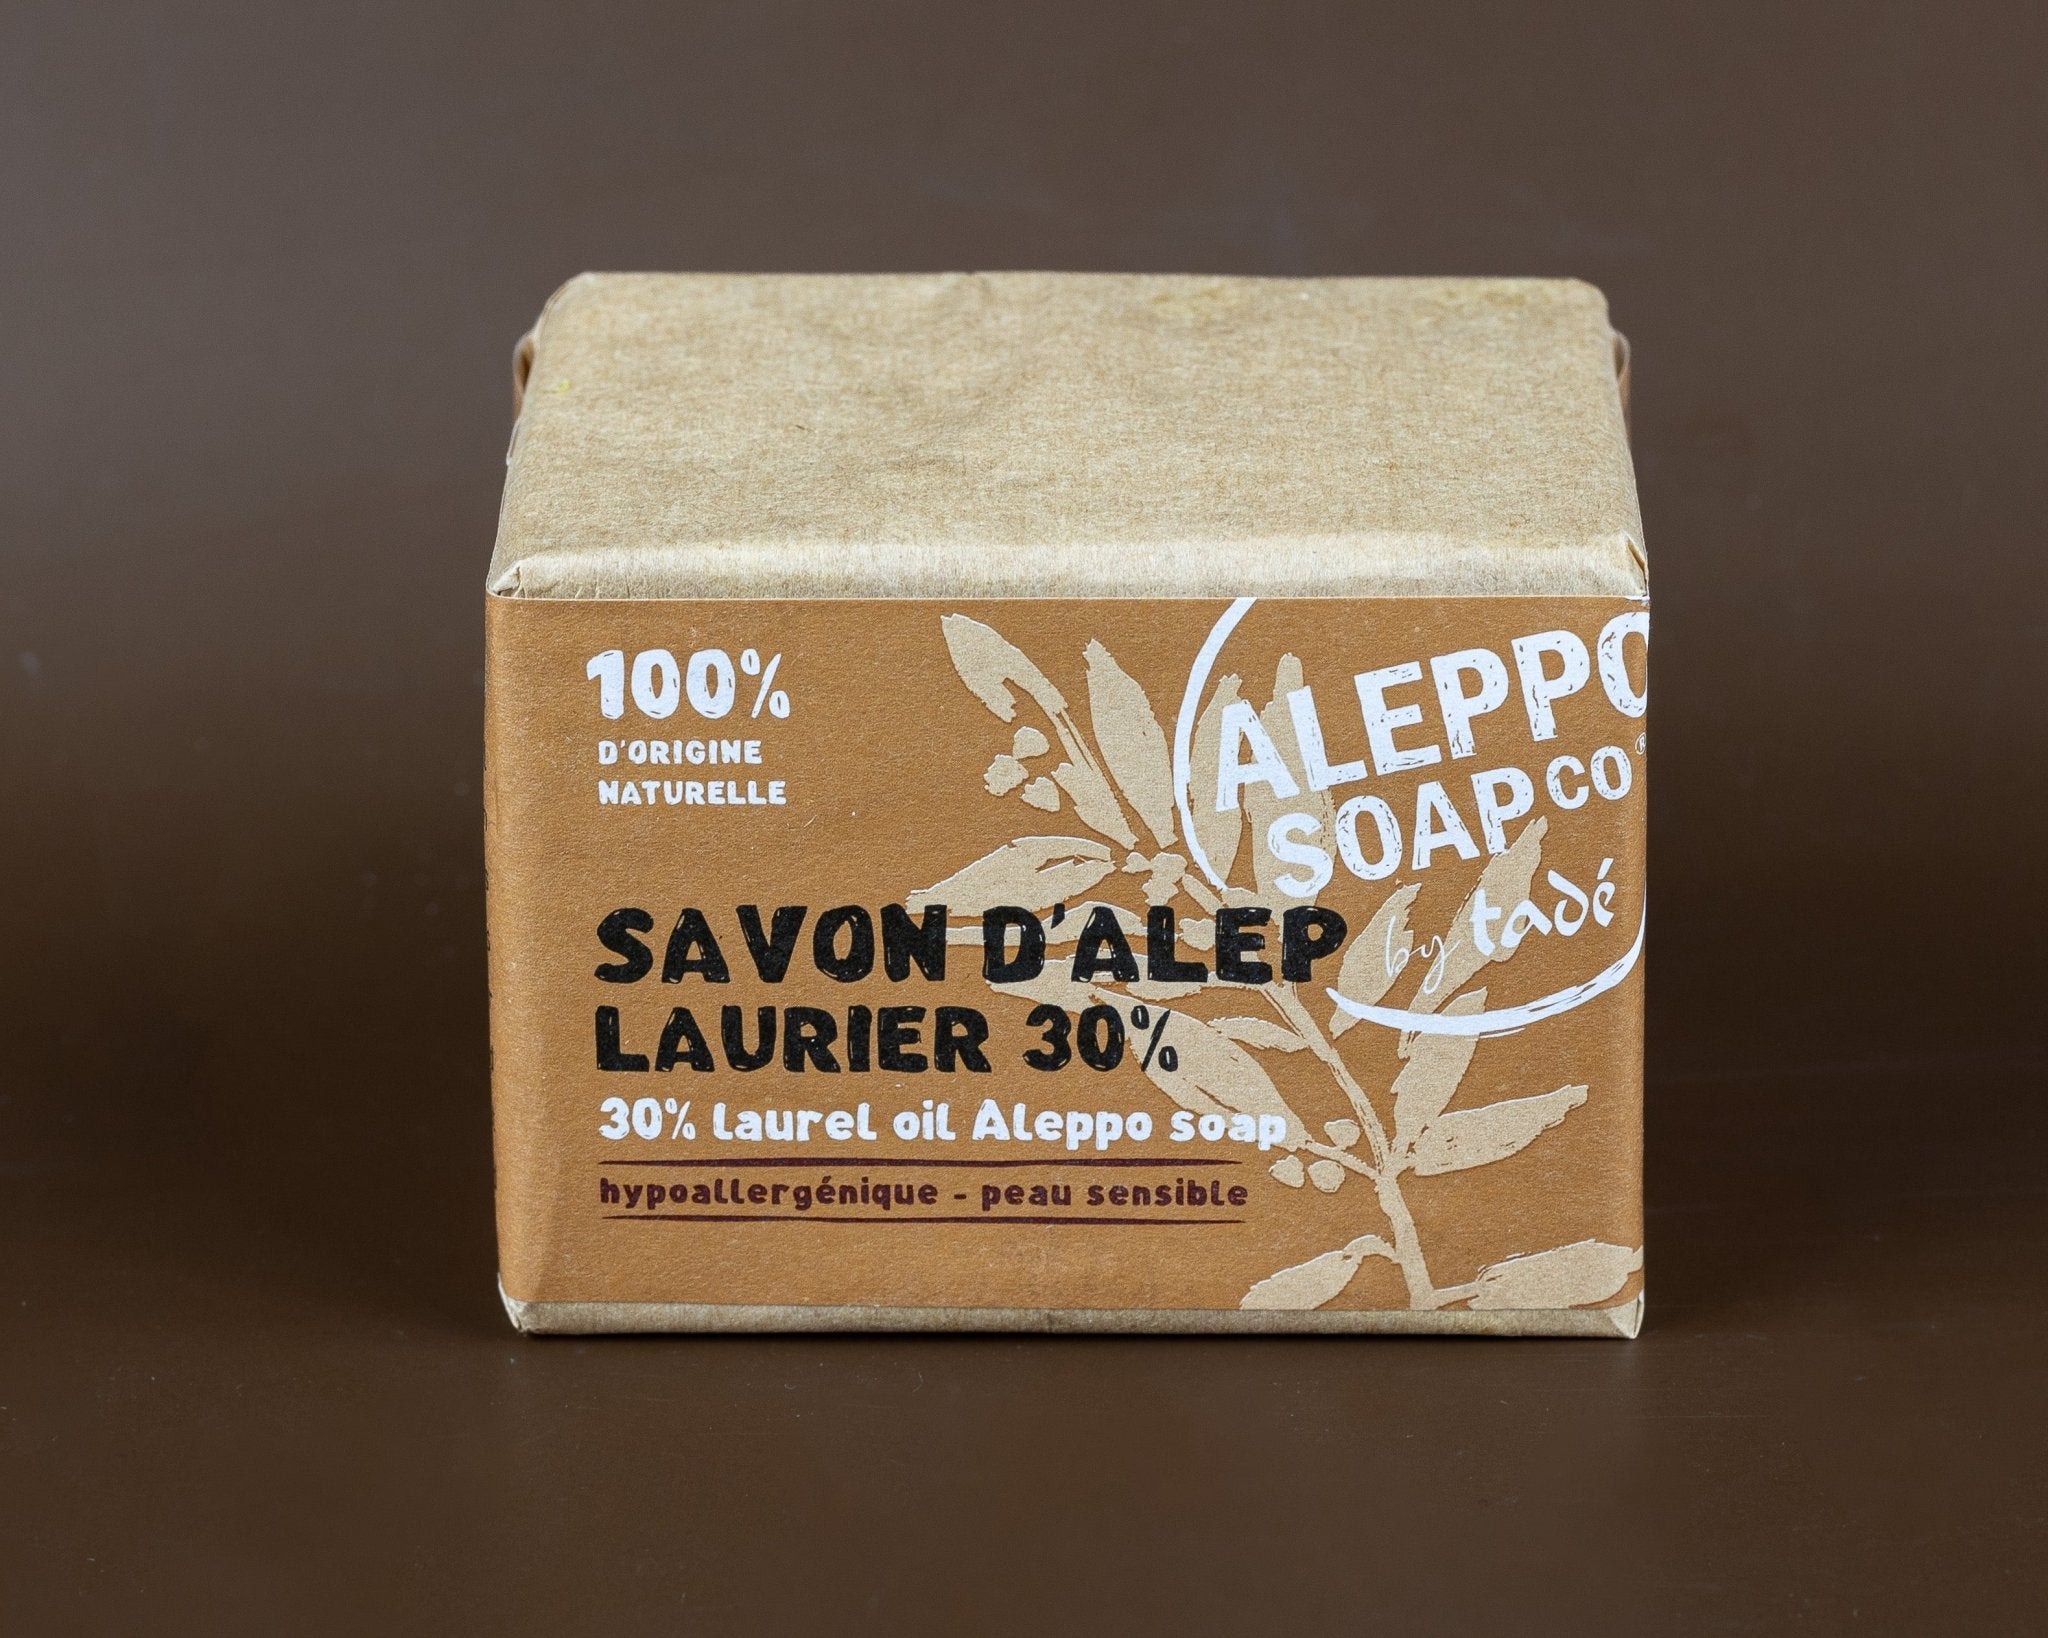 100%
D'ORIGINE
NATURELLE
ALEPPO
SOAP CO®
by tadé
SAVON D'ALEP
LAURIER 30%
30% Laurel oil Aleppo soap
hypoallergénique - peau sensible